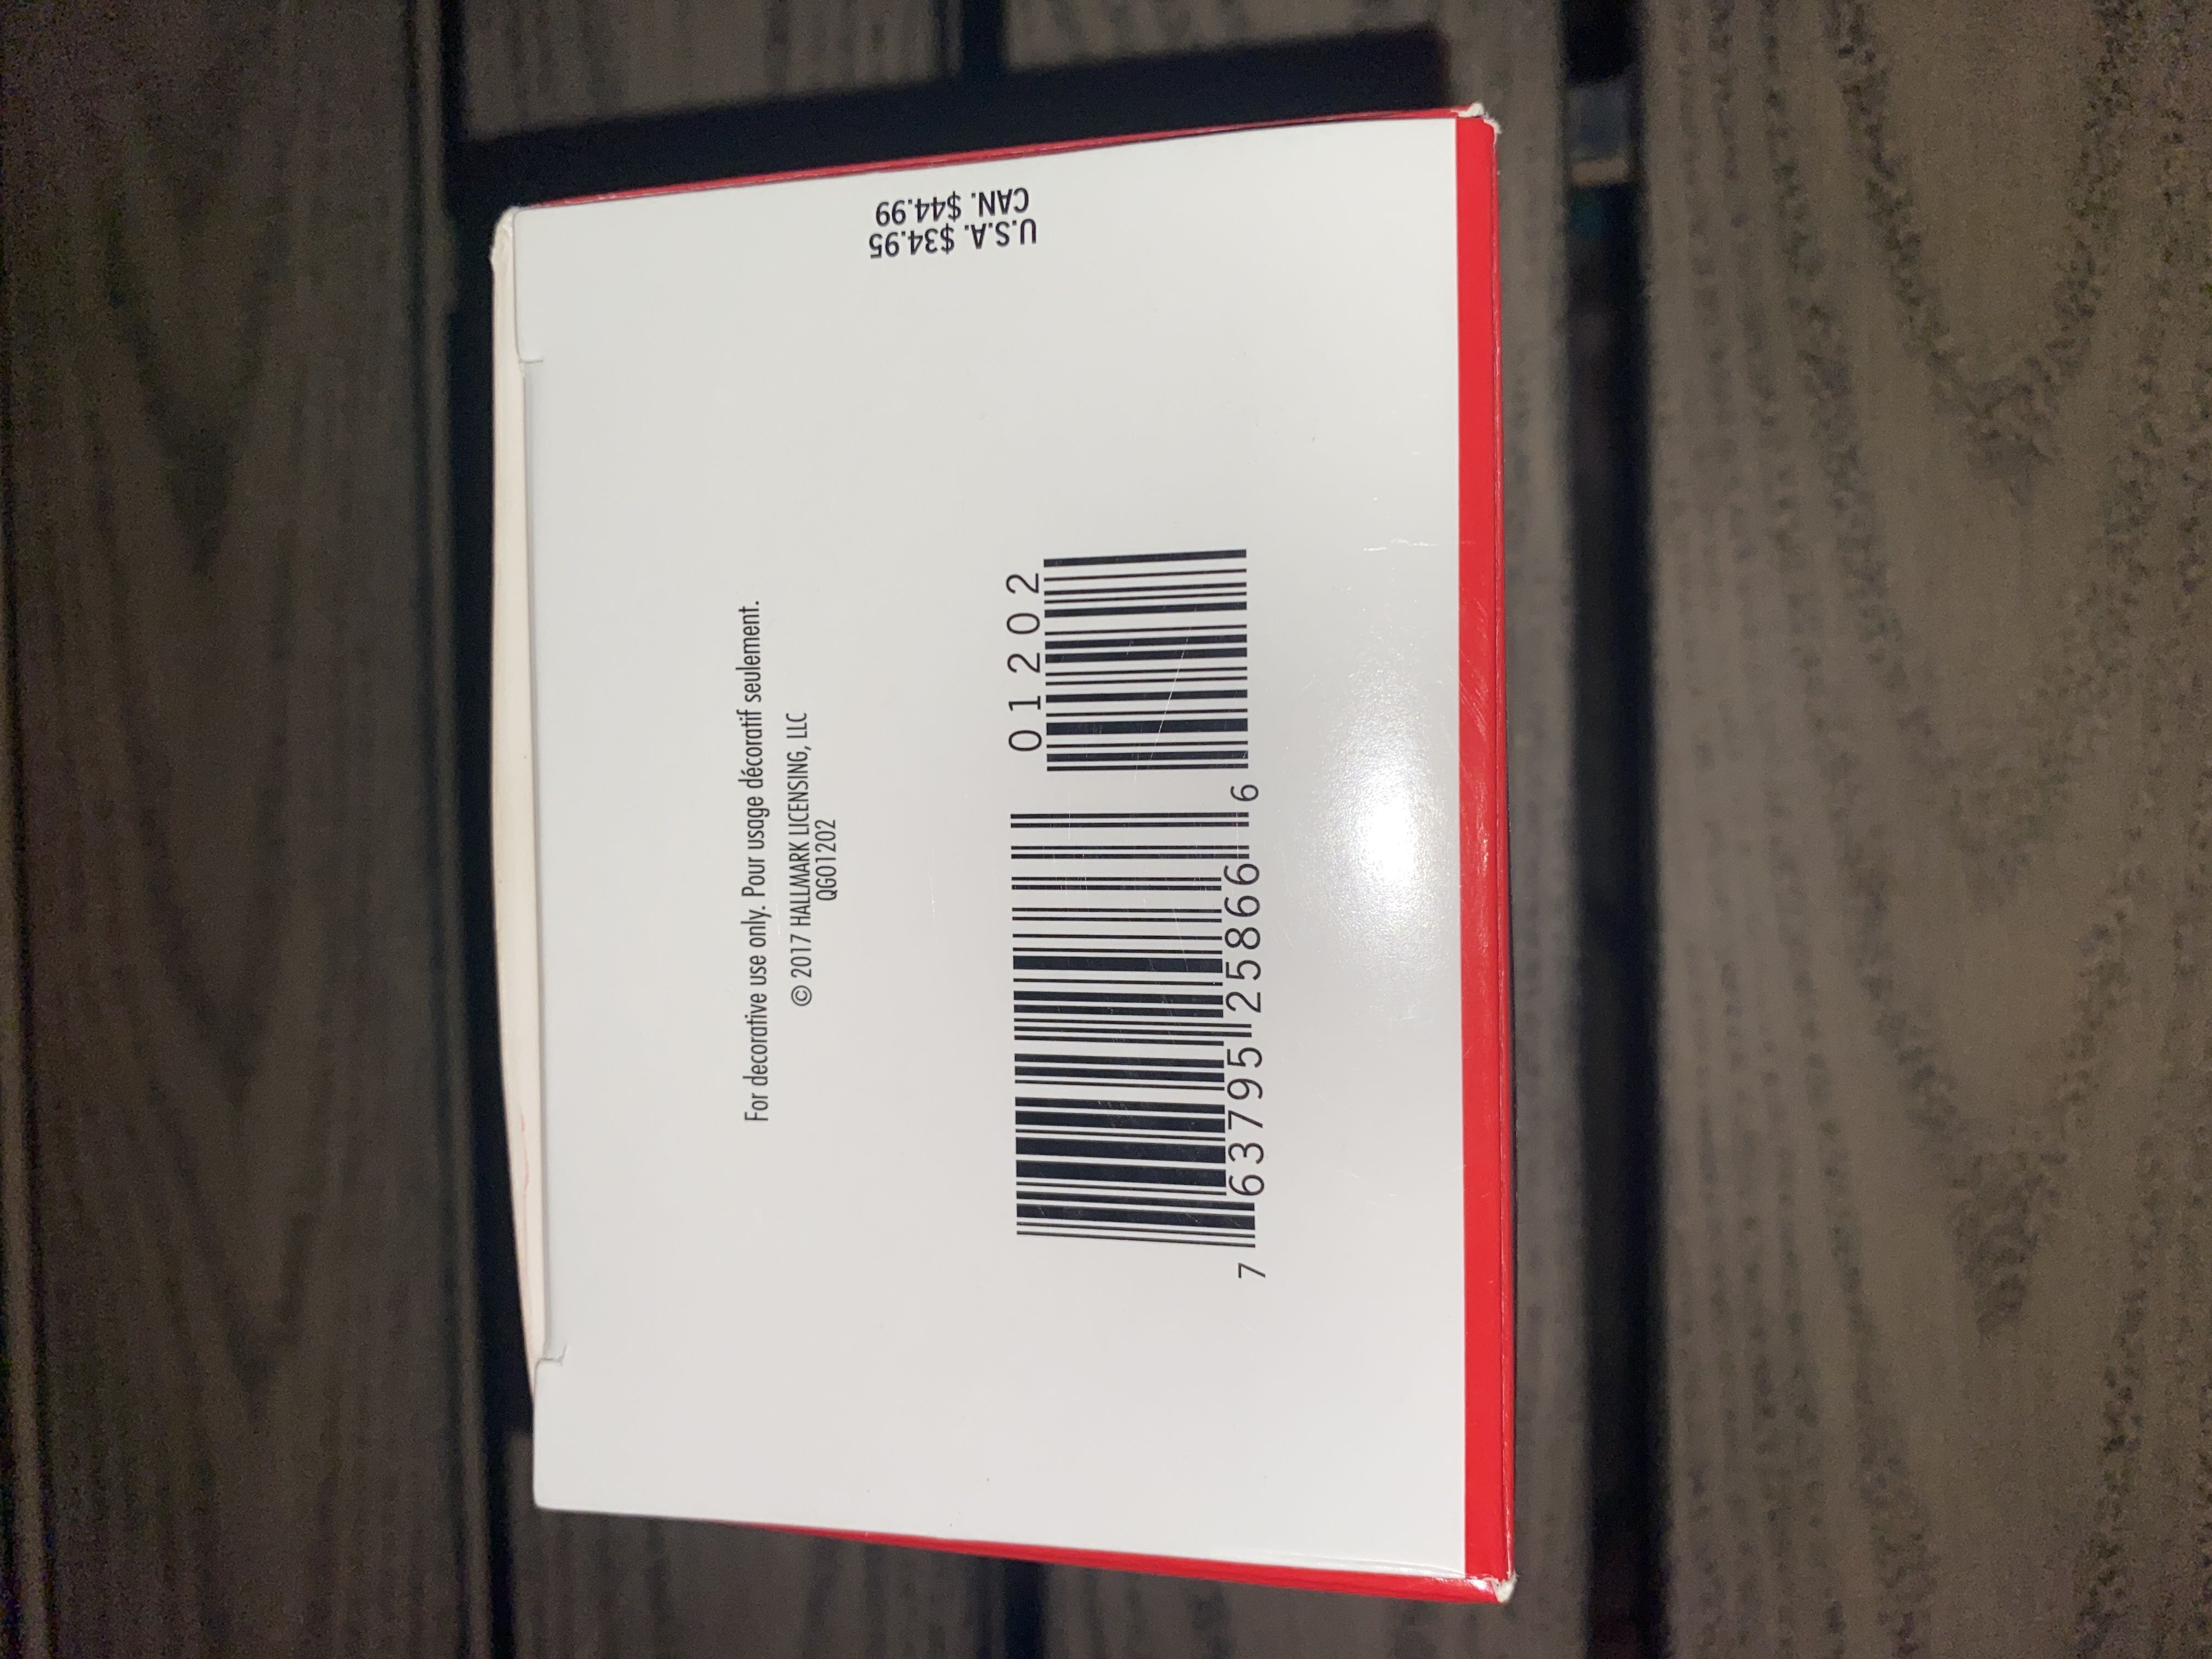 For decorative use only. Pour usage décoratif seulement.
© 2017 HALLMARK LICENSING, LLC
QGO1202
01202
7 63795 25866 6
U.S.A. $34.95
CAN. $44.99